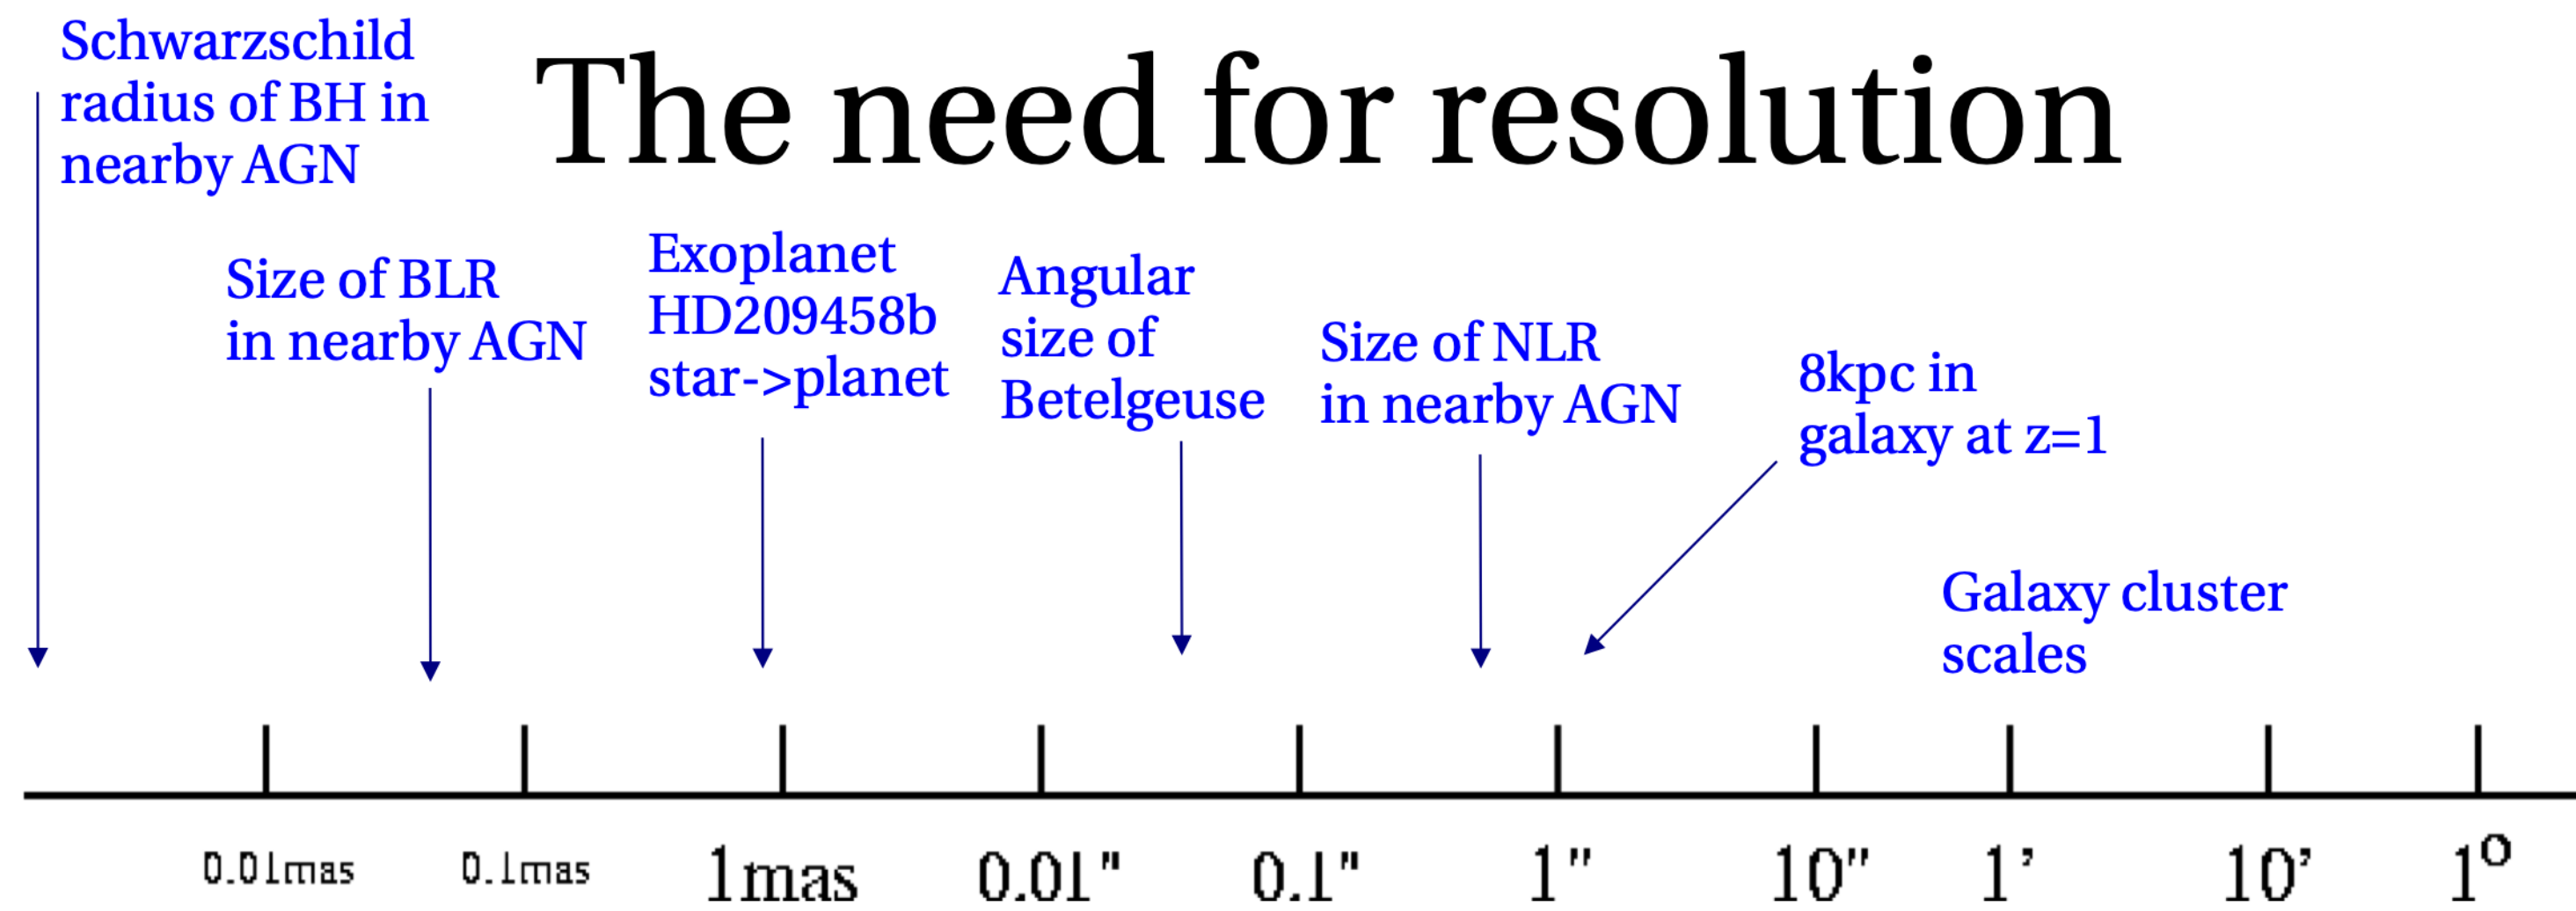 Schwarzschild
radius of BH in
nearby AGN
The need for resolution
Size of BLR
in nearby AGN
Exoplanet
HD209458b
star->planet
Angular
size of
Betelgeuse
Size of NLR
in nearby AGN
8kpc in
galaxy at z=1
Galaxy cluster
scales
0.01mas 0.1mas 1mas 0.01" 0.1" 1" 10" 1' 10' 1º